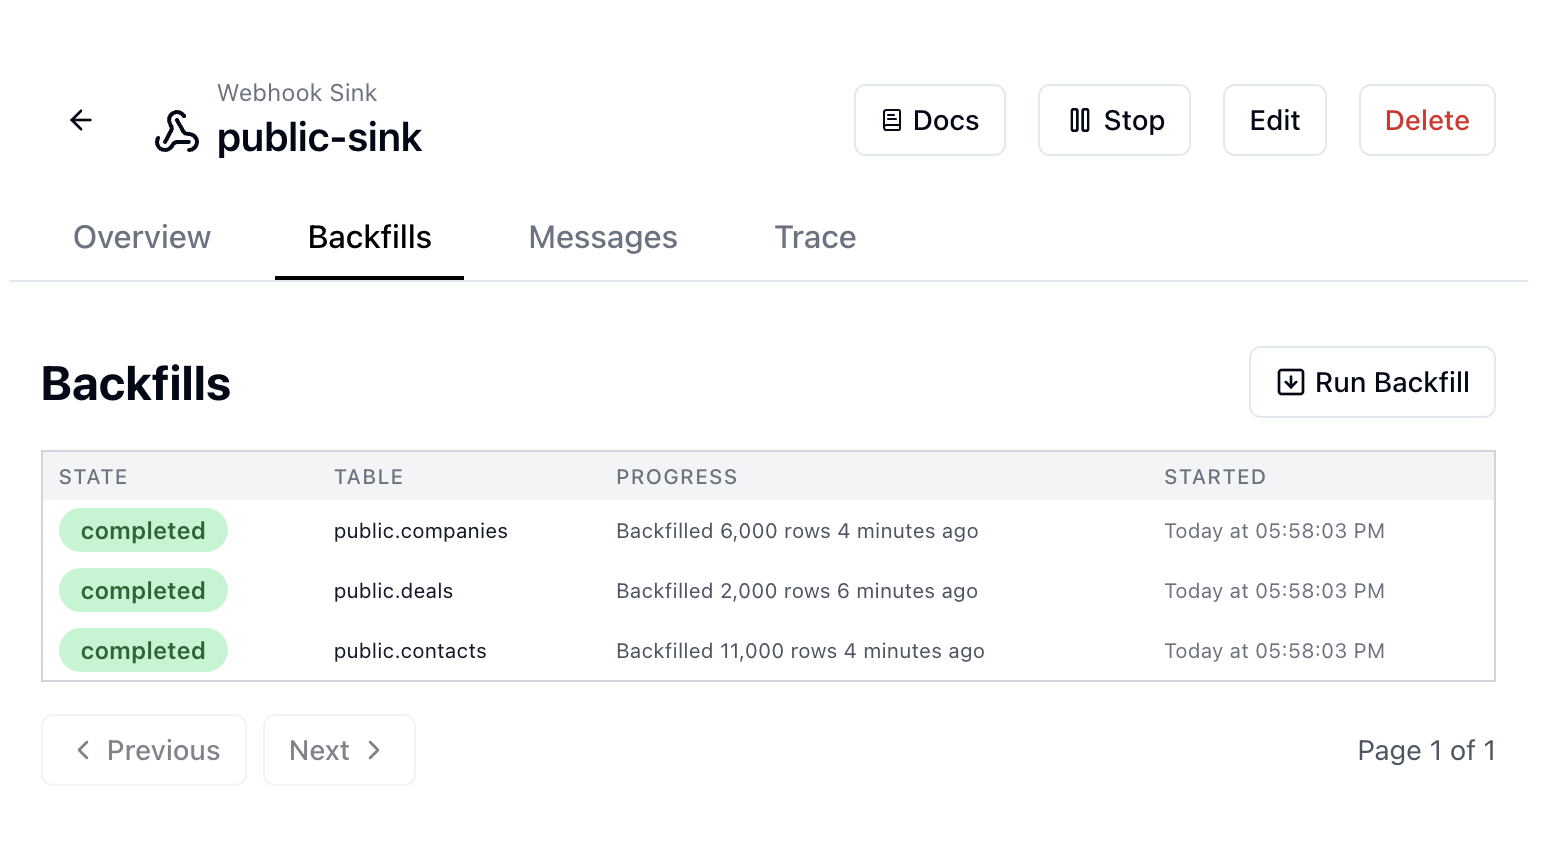 Webhook Sink
public-sink
Docs
Stop
Edit
Delete
Overview Backfills Messages Trace
Backfills
Run Backfill
STATE TABLE PROGRESS STARTED
completed public.companies Backfilled 6,000 rows 4 minutes ago Today at 05:58:03 PM
completed public.deals Backfilled 2,000 rows 6 minutes ago Today at 05:58:03 PM
completed public.contacts Backfilled 11,000 rows 4 minutes ago Today at 05:58:03 PM
Previous Next Page 1 of 1